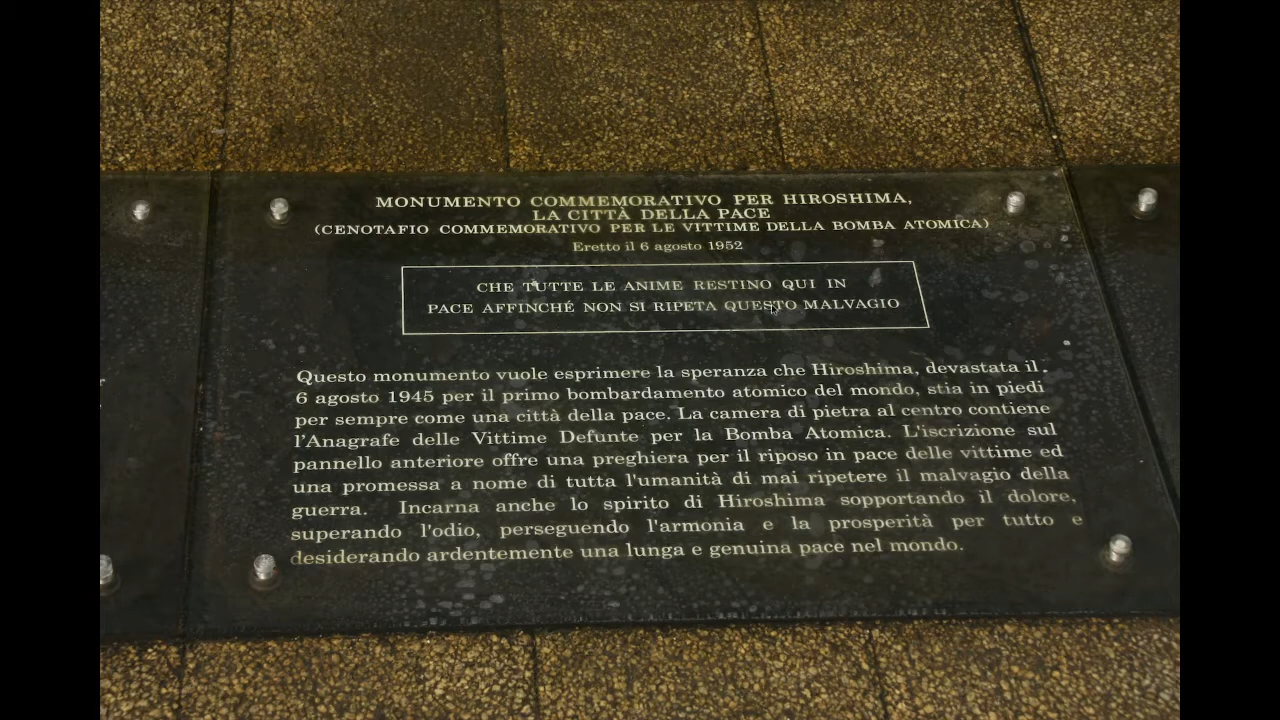 MONUMENTO COMMEMORATIVO PER HIROSHIMA,
LA CITTÀ DELLA PACE
(CENOTAFIO COMMEMORATIVO PER LE VITTIME DELLA BOMBA ATOMICA)
Eretto il 6 agosto 1952
CHE TUTTE LE ANIME RESTINO QUI IN
PACE AFFINCHÉ NON SI RIPETA QUESTO MALVAGIO
Questo monumento vuole esprimere la speranza che Hiroshima, devastata il
6 agosto 1945 per il primo bombardamento atomico del mondo, stia in piedi
per sempre come una città della pace. La camera di pietra al centro contiene
l'Anagrafe delle Vittime Defunte per la Bomba Atomica. L'iscrizione sul
pannello anteriore offre una preghiera per il riposo in pace delle vittime ed
una promessa a nome di tutta l'umanità di mai ripetere il malvagio della
guerra. Incarna anche lo spirito di Hiroshima sopportando il dolore,
superando l'odio, perseguendo l'armonia e la prosperità per tutto e
desiderando ardentemente una lunga e genuina pace nel mondo.